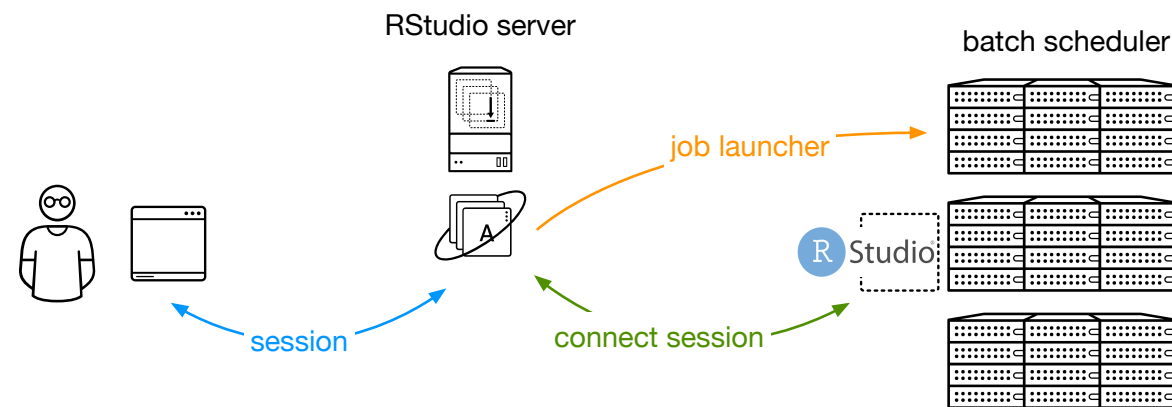 RStudio server
batch scheduler
job launcher
A
R Studio
connect session
session